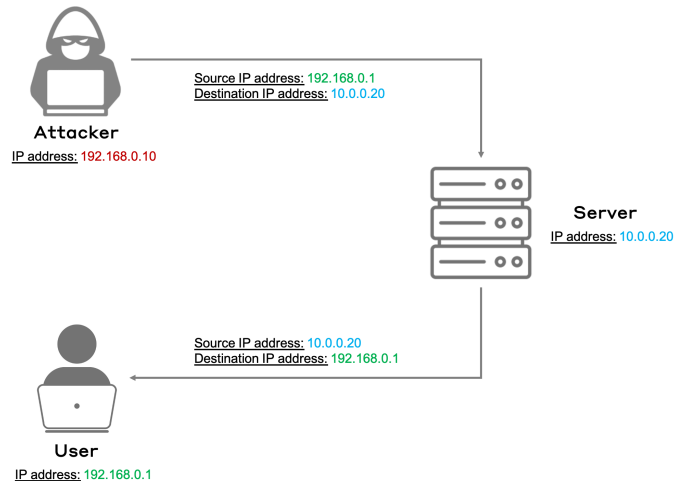 Source IP address: 192.168.0.1
Destination IP address: 10.0.0.20
Attacker
IP address: 192.168.0.10
Server
IP address: 10.0.0.20
Source IP address: 10.0.0.20
Destination IP address: 192.168.0.1
User
IP address: 192.168.0.1